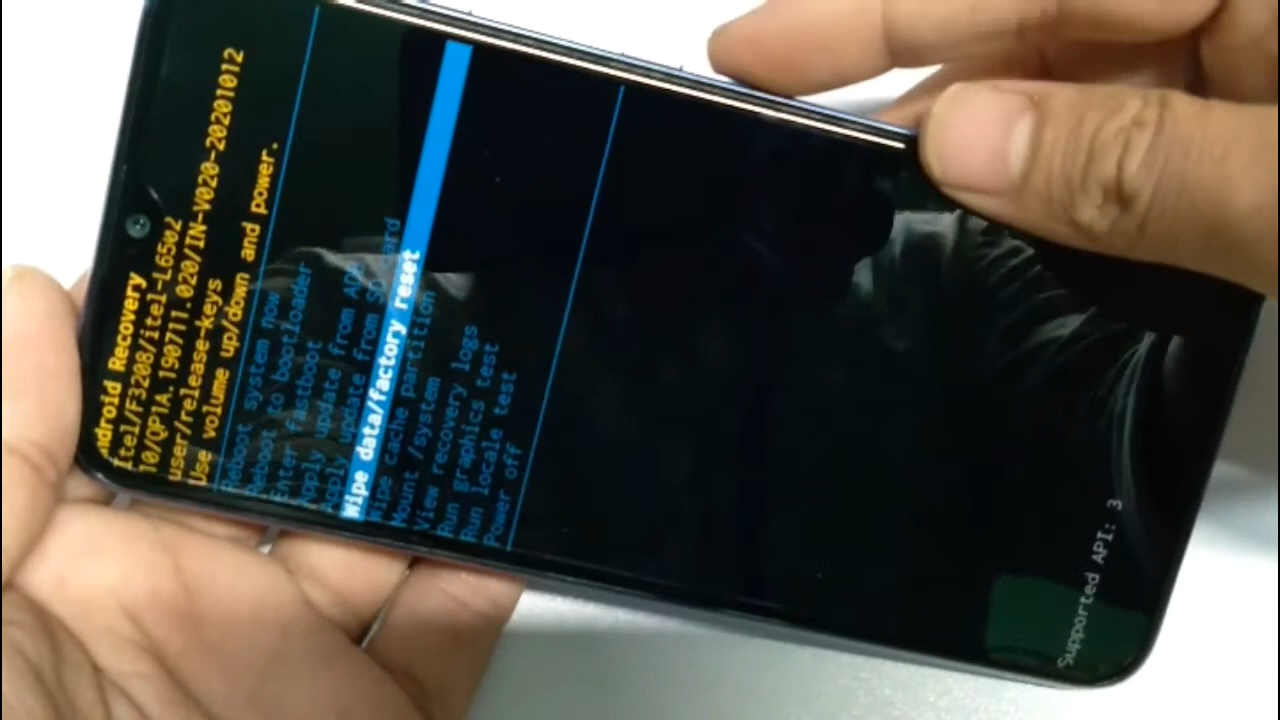 Android Recovery
Itel/F3208/itel-L6502
10/QP1A.190711.020/IN-V020-20201012
user/release-keys
Use volume up/down and power.
Reboot system now
Reboot to bootloader
Enter fastboot
Apply update from ADB
Apply update from SD card
Wipe data/factory reset
Wipe cache partition
Mount /system
View recovery logs
Run graphics test
Run locale test
Power off
Supported API: 3